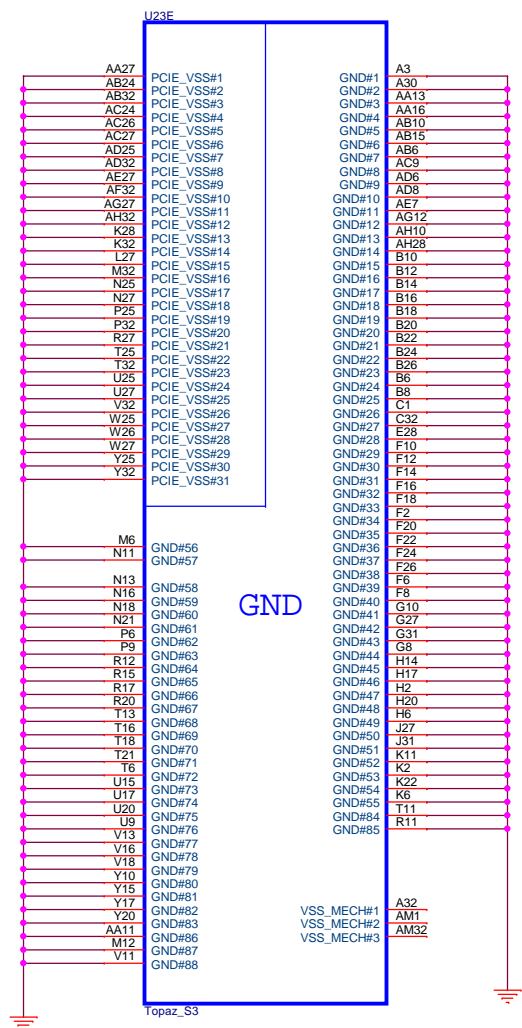 U23E
AA27 PCIE_VSS#1
AB24 PCIE_VSS#2
AB32 PCIE_VSS#3
AC24 PCIE_VSS#4
AC26 PCIE_VSS#5
AC27 PCIE_VSS#6
AD25 PCIE_VSS#7
AD32 PCIE_VSS#8
AE27 PCIE_VSS#9
AF32 PCIE_VSS#10
AG27 PCIE_VSS#11
AH32 PCIE_VSS#12
K28 PCIE_VSS#13
K32 PCIE_VSS#14
L27 PCIE_VSS#15
M32 PCIE_VSS#16
N25 PCIE_VSS#17
N27 PCIE_VSS#18
P25 PCIE_VSS#19
P32 PCIE_VSS#20
R27 PCIE_VSS#21
T25 PCIE_VSS#22
T32 PCIE_VSS#23
U25 PCIE_VSS#24
U27 PCIE_VSS#25
V32 PCIE_VSS#26
W25 PCIE_VSS#27
W26 PCIE_VSS#28
W27 PCIE_VSS#29
Y25 PCIE_VSS#30
Y32 PCIE_VSS#31
M6 GND#56
N11 GND#57
N13 GND#58
N16 GND#59
N18 GND#60
N21 GND#61
P6 GND#62
P9 GND#63
R12 GND#64
R15 GND#65
R17 GND#66
R20 GND#67
T13 GND#68
T16 GND#69
T18 GND#70
T21 GND#71
T6 GND#72
U15 GND#73
U17 GND#74
U20 GND#75
U9 GND#76
V13 GND#77
V16 GND#78
V18 GND#79
Y10 GND#80
Y15 GND#81
Y17 GND#82
Y20 GND#83
AA11 GND#86
M12 GND#87
V11 GND#88
GND
GND#1 A3
GND#2 A30
GND#3 AA13
GND#4 AA16
GND#5 AB10
GND#6 AB15
GND#7 AB6
GND#8 AC9
GND#9 AD6
GND#10 AD8
GND#11 AE7
GND#12 AG12
GND#13 AH10
GND#14 AH28
GND#15 B10
GND#16 B12
GND#17 B14
GND#18 B16
GND#19 B18
GND#20 B20
GND#21 B22
GND#22 B24
GND#23 B26
GND#24 B6
GND#25 B8
GND#26 C1
GND#27 C32
GND#28 E28
GND#29 F10
GND#30 F12
GND#31 F14
GND#32 F16
GND#33 F18
GND#34 F2
GND#35 F20
GND#36 F22
GND#37 F24
GND#38 F26
GND#39 F6
GND#40 F8
GND#41 G10
GND#42 G27
GND#43 G31
GND#44 G8
GND#45 H14
GND#46 H17
GND#47 H2
GND#48 H20
GND#49 H6
GND#50 J27
GND#51 J31
GND#52 K11
GND#53 K2
GND#54 K22
GND#55 K6
GND#84 T11
GND#85 R11
VSS_MECH#1 A32
VSS_MECH#2 AM1
VSS_MECH#3 AM32
Topaz_S3